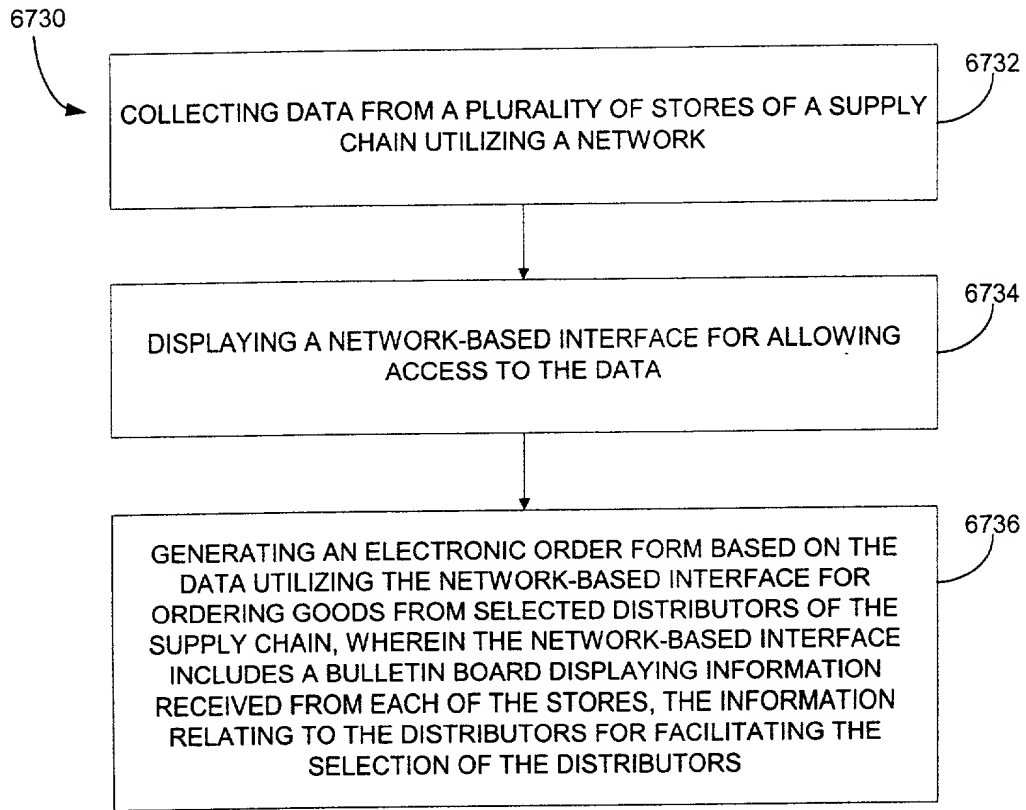 6730
6732
COLLECTING DATA FROM A PLURALITY OF STORES OF A SUPPLY
CHAIN UTILIZING A NETWORK
6734
DISPLAYING A NETWORK-BASED INTERFACE FOR ALLOWING
ACCESS TO THE DATA
6736
GENERATING AN ELECTRONIC ORDER FORM BASED ON THE
DATA UTILIZING THE NETWORK-BASED INTERFACE FOR
ORDERING GOODS FROM SELECTED DISTRIBUTORS OF THE
SUPPLY CHAIN, WHEREIN THE NETWORK-BASED INTERFACE
INCLUDES A BULLETIN BOARD DISPLAYING INFORMATION
RECEIVED FROM EACH OF THE STORES, THE INFORMATION
RELATING TO THE DISTRIBUTORS FOR FACILITATING THE
SELECTION OF THE DISTRIBUTORS